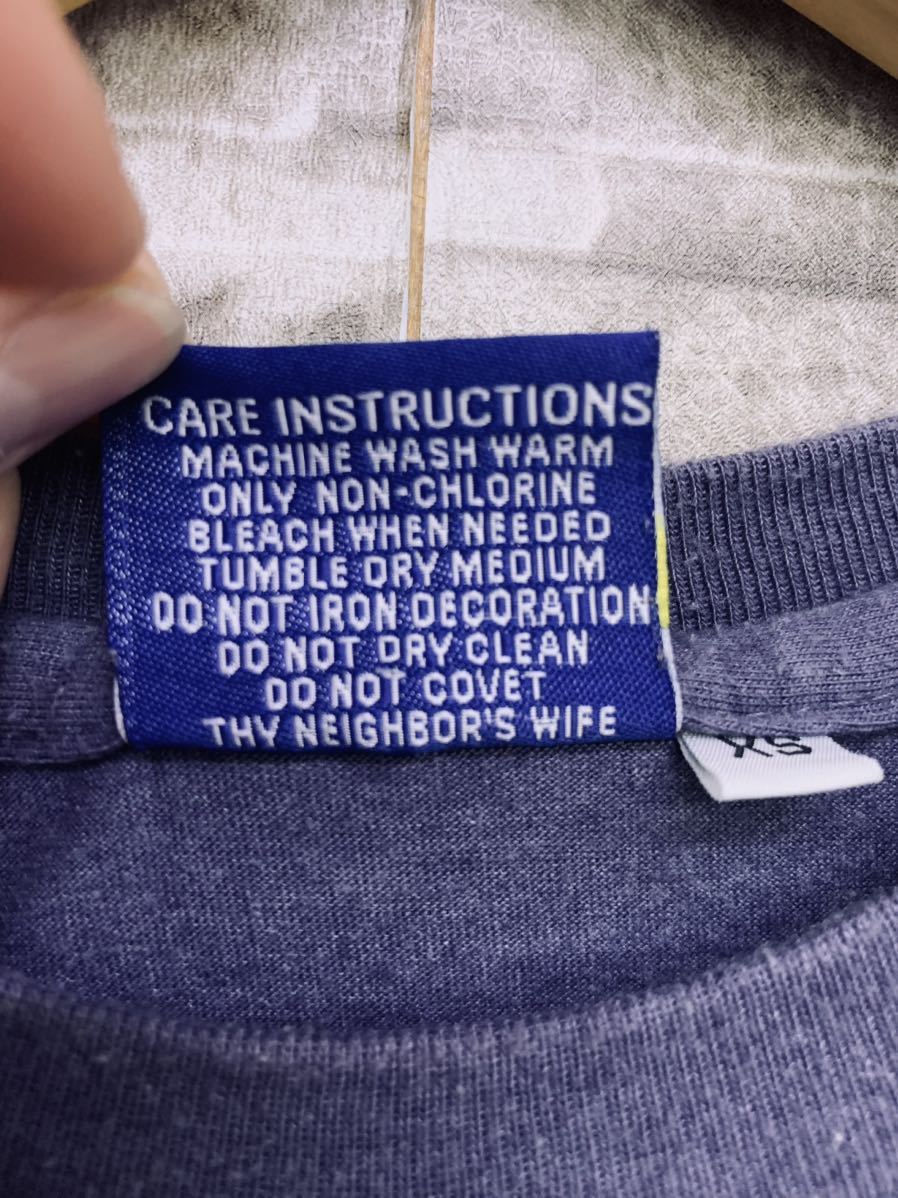 CARE INSTRUCTIONS
MACHINE WASH WARM
ONLY NON-CHLORINE
BLEACH WHEN NEEDED
TUMBLE DRY MEDIUM
DO NOT IRON DECORATION
DO NOT DRY CLEAN
DO NOT COVET
THY NEIGHBOR'S WIFE
XS